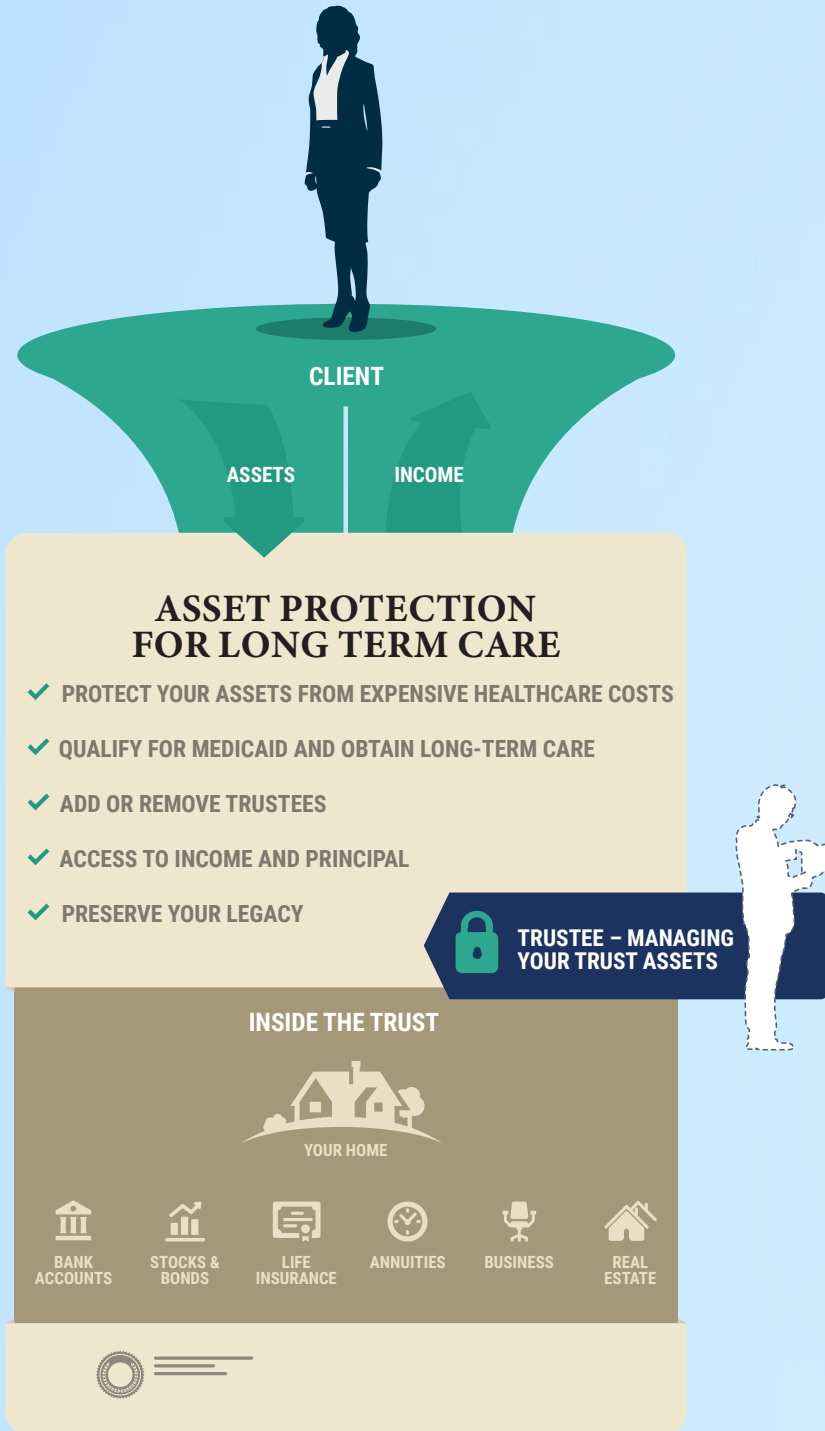 CLIENT
ASSETS
INCOME
ASSET PROTECTION
FOR LONG TERM CARE
PROTECT YOUR ASSETS FROM EXPENSIVE HEALTHCARE COSTS
QUALIFY FOR MEDICAID AND OBTAIN LONG-TERM CARE
ADD OR REMOVE TRUSTEES
ACCESS TO INCOME AND PRINCIPAL
PRESERVE YOUR LEGACY
TRUSTEE – MANAGING
YOUR TRUST ASSETS
INSIDE THE TRUST
YOUR HOME
BANK
ACCOUNTS
STOCKS &
BONDS
LIFE
INSURANCE
ANNUITIES
BUSINESS
REAL
ESTATE